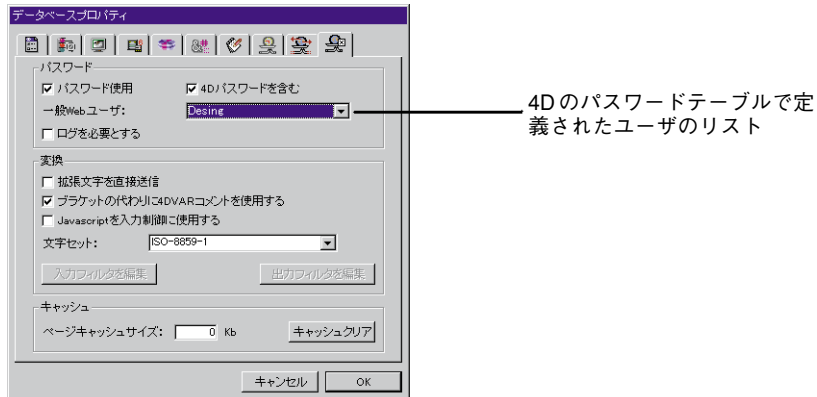 データベースプロパティ
パスワード
パスワード使用
4Dパスワードを含む
一般Webユーザ:
Desing
ログを必要とする
4Dのパスワードテーブルで定
義されたユーザのリスト
変換
拡張文字を直接送信
ブラケットの代わりに4DVARコメントを使用する
Javascriptを入力制御に使用する
文字セット:
ISO-8859-1
入力フィルタを編集
出力フィルタを編集
キャッシュ
ページキャッシュサイズ:
0 Kb
キャッシュクリア
キャンセル
OK